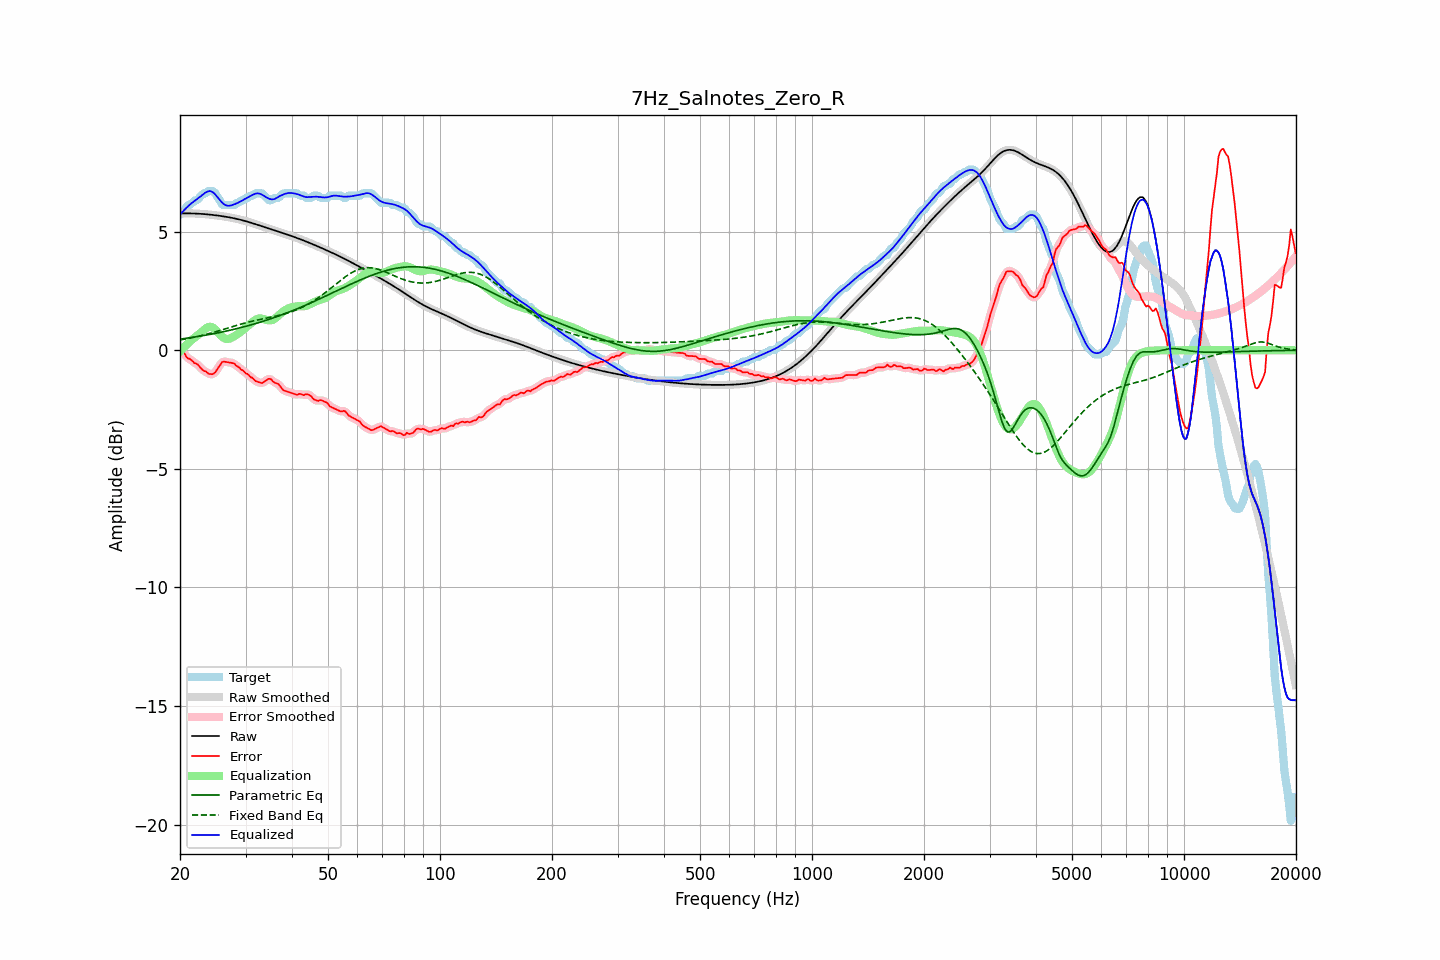 7Hz_Salnotes_Zero_R
Amplitude (dBr)
5
0
−5
−10
−15
−20
Target
Raw Smoothed
Error Smoothed
Raw
Error
Equalization
Parametric Eq
Fixed Band Eq
Equalized
20 50 100 200 500 1000 2000 5000 10000 20000
Frequency (Hz)